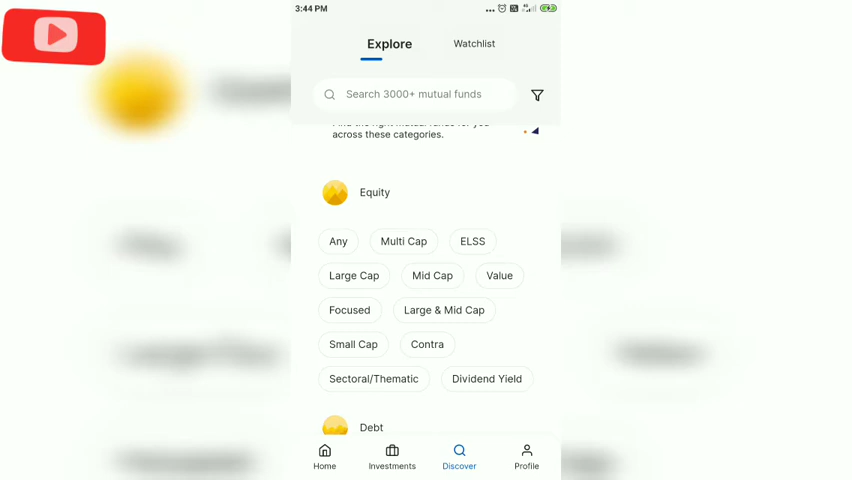 3:44 PM
Explore
Watchlist
Search 3000+ mutual funds
across these categories.
Equity
Any
Multi Cap
ELSS
Large Cap
Mid Cap
Value
Focused
Large & Mid Cap
Small Cap
Contra
Sectoral/Thematic
Dividend Yield
Debt
Home
Investments
Discover
Profile